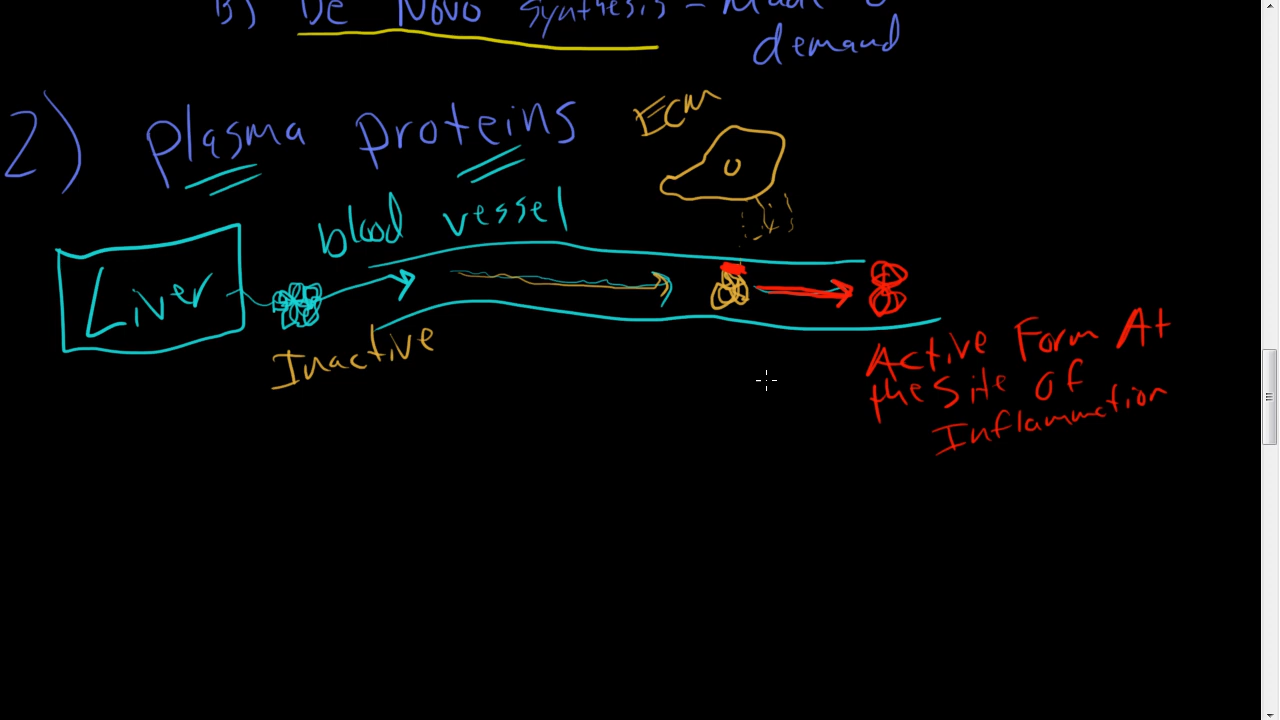 B) De Novo Synthesis -
demand
2) Plasma Proteins
ECM
blood vessel
Liver
Inactive
Active Form At
the Site Of
Inflammation